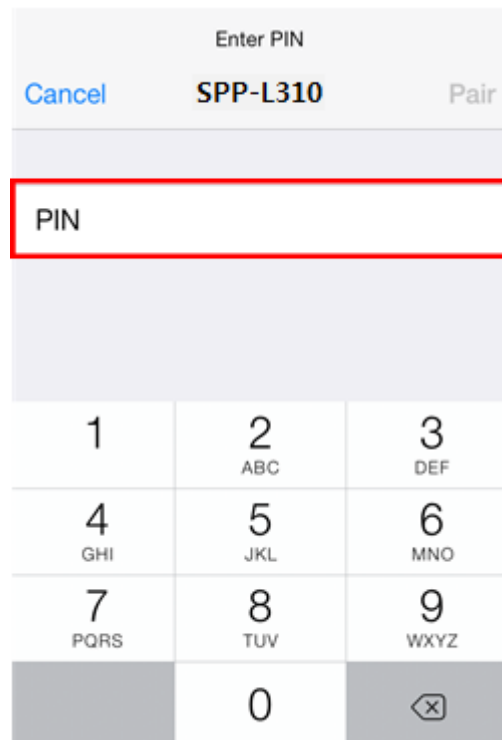 Enter PIN
Cancel SPP-L310 Pair
PIN
1 2 3
ABC DEF
4 5 6
GHI JKL MNO
7 8 9
PQRS TUV WXYZ
0